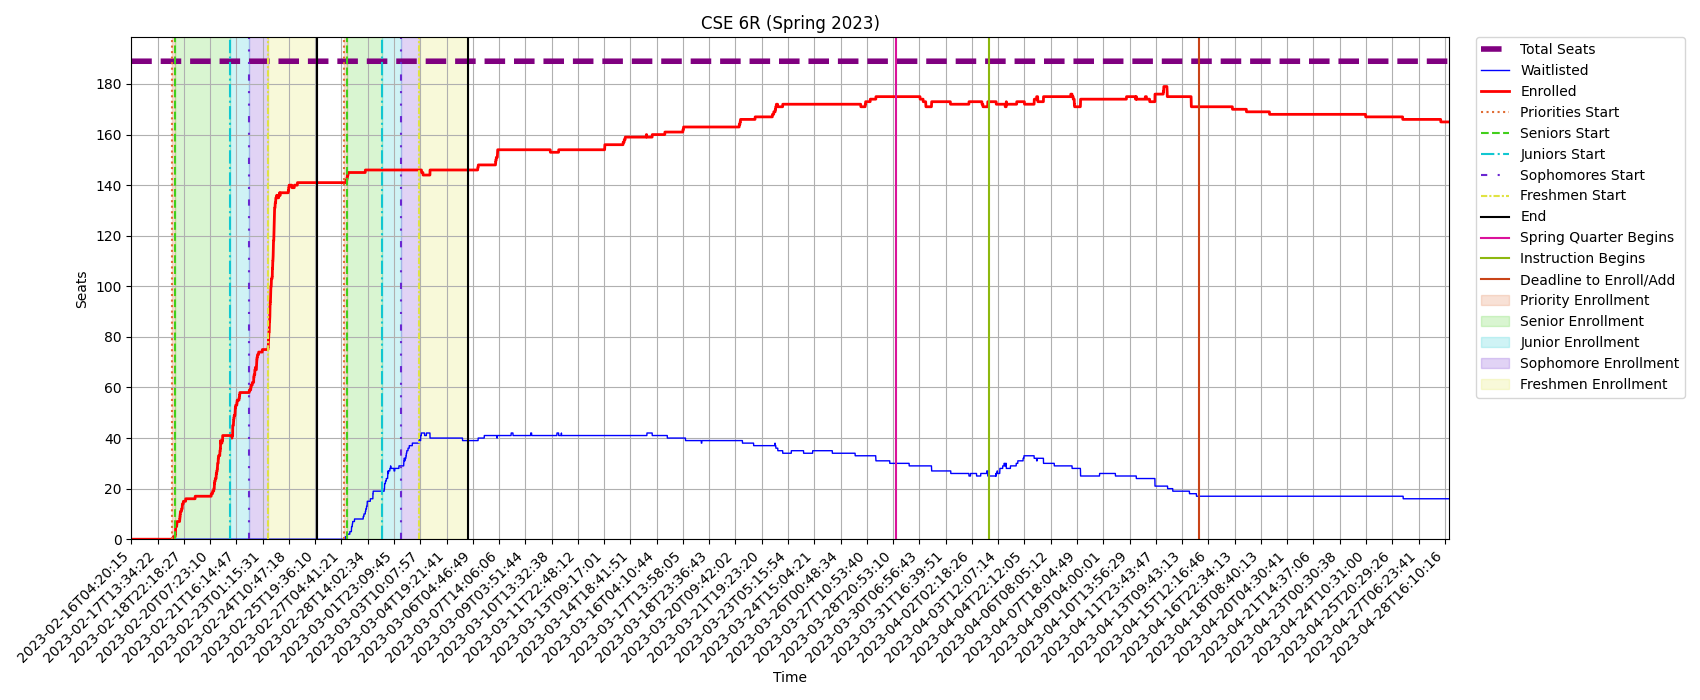 CSE 6R (Spring 2023)
Seats
180
160
140
120
100
80
60
40
20
0
2023-02-16T04:20:15
2023-02-17T13:34:22
2023-02-18T22:18:27
2023-02-20T07:23:10
2023-02-21T16:14:47
2023-02-23T01:15:31
2023-02-24T10:47:18
2023-02-25T19:36:10
2023-02-27T04:41:21
2023-02-28T14:02:34
2023-03-01T23:09:45
2023-03-03T10:07:57
2023-03-04T19:21:41
2023-03-06T04:46:49
2023-03-07T14:06:06
2023-03-09T03:51:44
2023-03-10T13:32:38
2023-03-11T22:48:12
2023-03-13T09:17:01
2023-03-14T18:41:51
2023-03-16T04:10:44
2023-03-17T13:58:05
2023-03-18T23:36:43
2023-03-20T09:42:02
2023-03-21T19:23:20
2023-03-23T05:15:54
2023-03-24T15:04:21
2023-03-26T00:48:34
2023-03-27T10:53:40
2023-03-28T20:53:10
2023-03-30T06:56:43
2023-03-31T16:39:51
2023-04-02T02:18:26
2023-04-03T12:07:14
2023-04-04T22:12:05
2023-04-06T08:05:12
2023-04-07T18:04:49
2023-04-09T04:00:01
2023-04-10T13:56:29
2023-04-11T23:43:47
2023-04-13T09:43:13
2023-04-15T12:16:46
2023-04-16T22:34:13
2023-04-18T08:40:13
2023-04-20T04:30:41
2023-04-21T14:37:06
2023-04-23T00:30:38
2023-04-24T10:31:00
2023-04-25T20:29:26
2023-04-27T06:23:41
2023-04-28T16:10:16
Time
Total Seats
Waitlisted
Enrolled
Priorities Start
Seniors Start
Juniors Start
Sophomores Start
Freshmen Start
End
Spring Quarter Begins
Instruction Begins
Deadline to Enroll/Add
Priority Enrollment
Senior Enrollment
Junior Enrollment
Sophomore Enrollment
Freshmen Enrollment